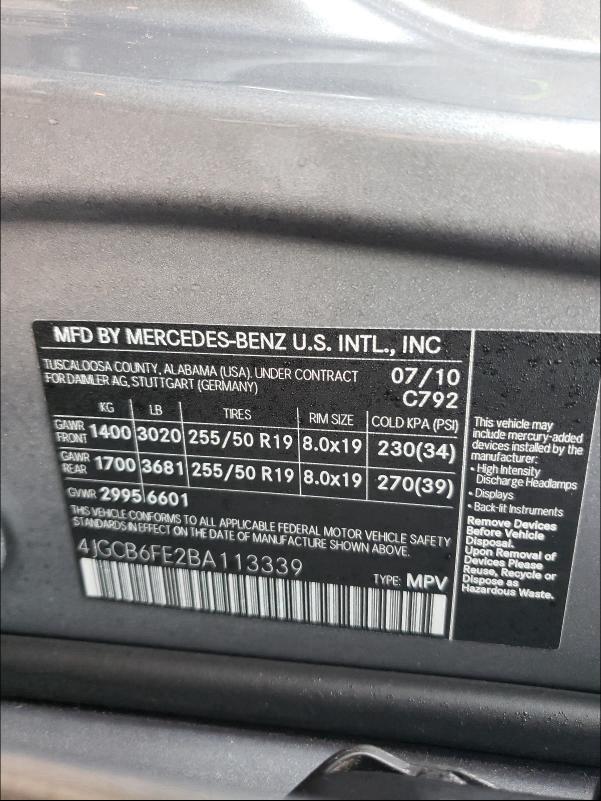 MFD BY MERCEDES-BENZ U.S. INTL., INC
TUSCALOOSA COUNTY, ALABAMA (USA). UNDER CONTRACT 07/10
FOR DAIMLER AG, STUTTGART (GERMANY) C792
KG LB TIRES RIM SIZE COLD KPA (PSI)
GAWR FRONT 1400 3020 255/50 R19 8.0x19 230(34)
GAWR REAR 1700 3681 255/50 R19 8.0x19 270(39)
GVWR 2995 6601
THIS VEHICLE CONFORMS TO ALL APPLICABLE FEDERAL MOTOR VEHICLE SAFETY
STANDARDS IN EFFECT ON THE DATE OF MANUFACTURE SHOWN ABOVE.
4JGCB6FE2BA113339
TYPE: MPV
This vehicle may
include mercury-added
devices installed by the
manufacturer:
• High Intensity
Discharge Headlamps
• Displays
• Back-lit Instruments
Remove Devices
Before Vehicle
Disposal.
Upon Removal of
Devices Please
Reuse, Recycle or
Dispose as
Hazardous Waste.